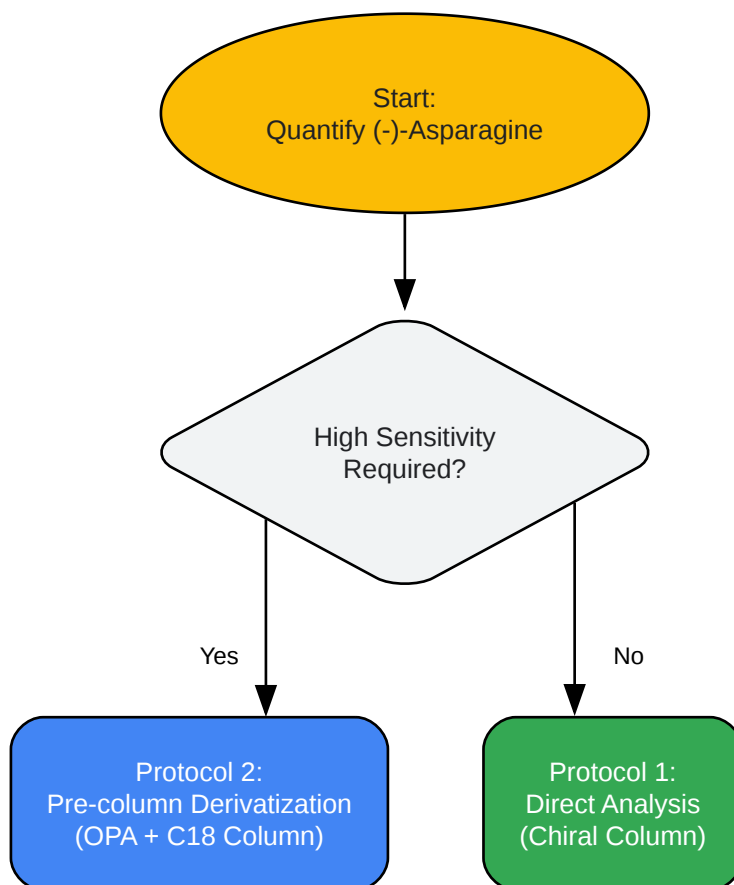 Start:
Quantify (-)-Asparagine
High Sensitivity
Required?
Yes
No
Protocol 2:
Pre-column Derivatization
(OPA + C18 Column)
Protocol 1:
Direct Analysis
(Chiral Column)